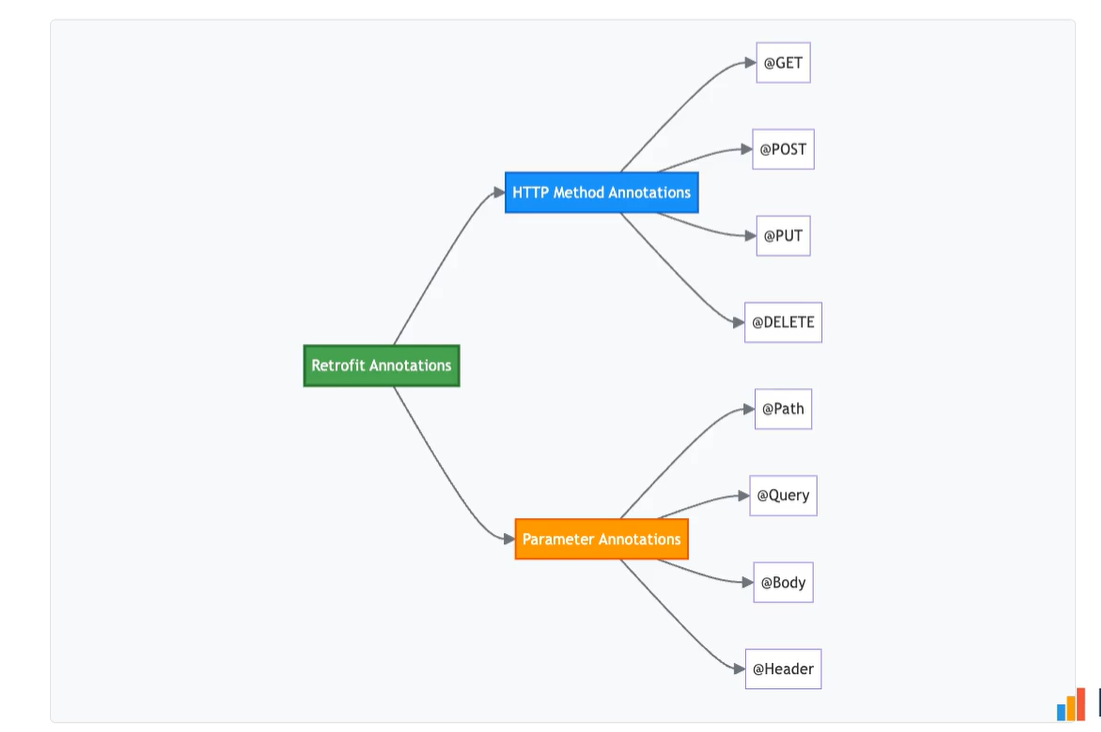 @GET
@POST
HTTP Method Annotations
@PUT
@DELETE
Retrofit Annotations
@Path
@Query
Parameter Annotations
@Body
@Header